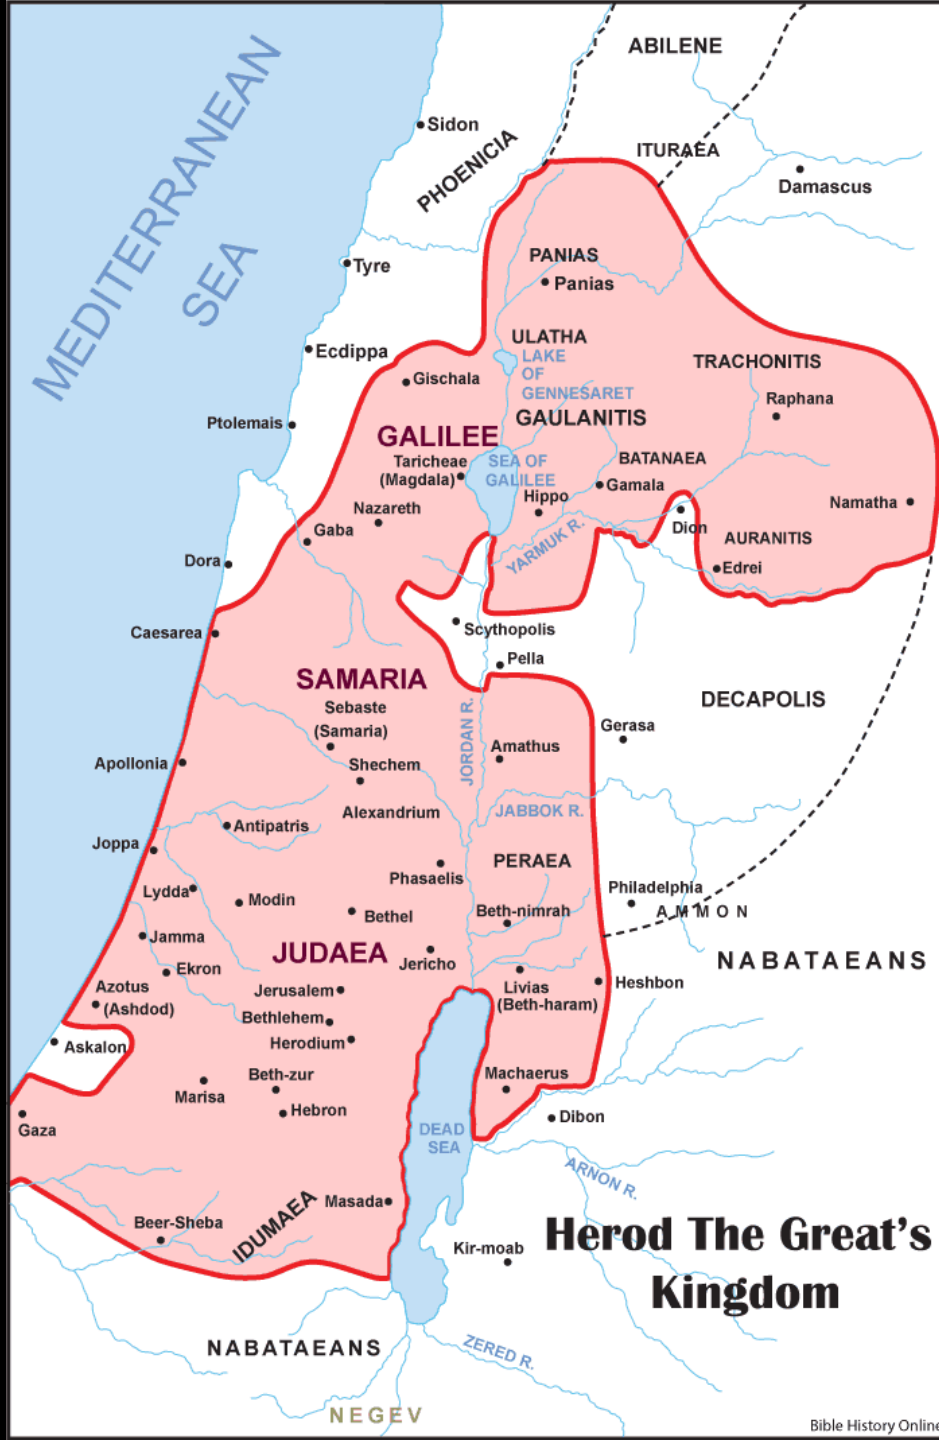 ABILENE
MEDITERRANEAN
SEA
Sidon
PHOENICIA
ITURAEA
Damascus
Tyre
PANIAS
Panias
ULATHA
Ecdippa
LAKE
OF
GENNESARET
TRACHONITIS
Gischala
Raphana
GAULANITIS
Ptolemais
GALILEE
Taricheae
(Magdala)
SEA OF
GALILEE
BATANAEA
Gamala
Hippo
Namatha
Nazareth
Gaba
YARMUK R.
Dion
AURANITIS
Dora
Edrei
Caesarea
Scythopolis
Pella
SAMARIA
DECAPOLIS
Sebaste
(Samaria)
JORDAN R.
Gerasa
Amathus
Apollonia
Shechem
Alexandrium
JABBOK R.
Antipatris
Joppa
PERAEA
Phasaelis
Lydda
Philadelphia
Modin
Bethel
Beth-nimrah
AMMON
Jamma
JUDAEA
NABATAEANS
Jericho
Ekron
Azotus
(Ashdod)
Jerusalem
Livias
(Beth-haram)
Heshbon
Bethlehem
Herodium
Askalon
Beth-zur
Machaerus
Marisa
Hebron
Dibon
Gaza
DEAD
SEA
ARNON R.
Masada
IDUMAEA
Beer-Sheba
Kir-moab
Herod The Great's
Kingdom
NABATAEANS
ZERED R.
NEGEV
Bible History Online